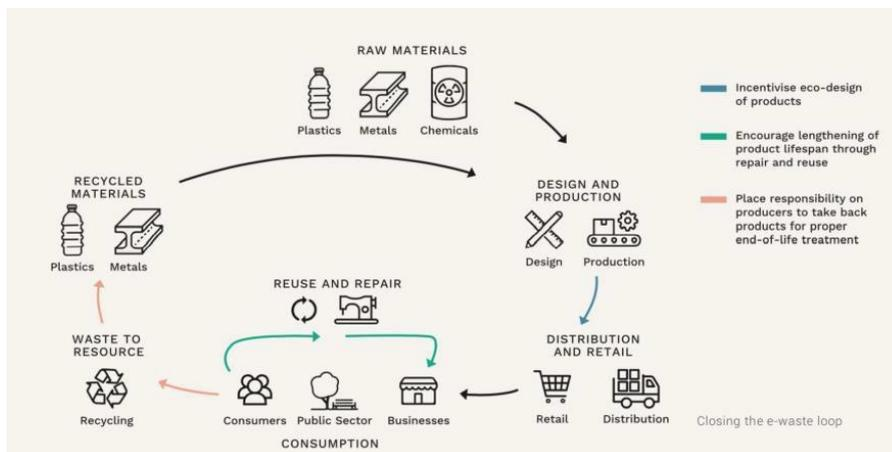 RAW MATERIALS
Plastics
Metals
Chemicals
Incentivise eco-design
of products
Encourage lengthening of
product lifespan through
repair and reuse
Place responsibility on
producers to take back
products for proper
end-of-life treatment
RECYCLED
MATERIALS
Plastics
Metals
DESIGN AND
PRODUCTION
Design
Production
REUSE AND REPAIR
WASTE TO
RESOURCE
Recycling
DISTRIBUTION
AND RETAIL
Retail
Distribution
Consumers
Public Sector
Businesses
CONSUMPTION
Closing the e-waste loop